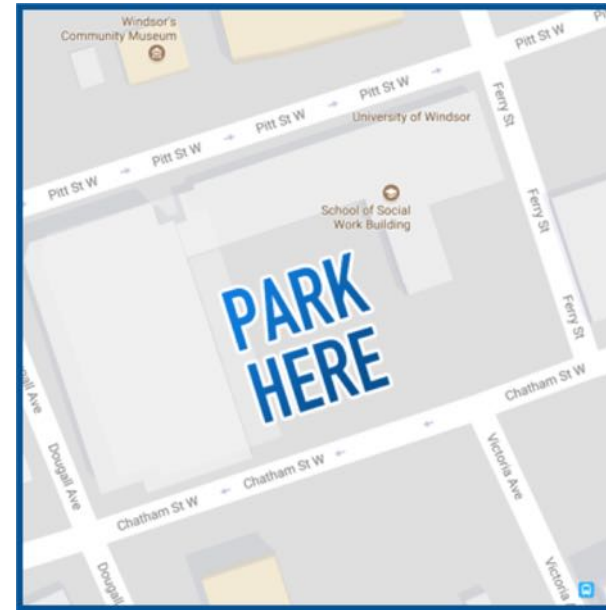 Windsor's
Community Museum
Pitt St W
P
Pitt St W
Pitt St W
Pitt St W
Pitt St W
Ferry St
University of Windsor
School of Social
Work Building
Ferry St
PARK
HERE
Ferry St
Chatham St W
gall Ave
Dougall Ave
Chatham St W
Chatham St W
Victoria Ave
Victoria
Dougal